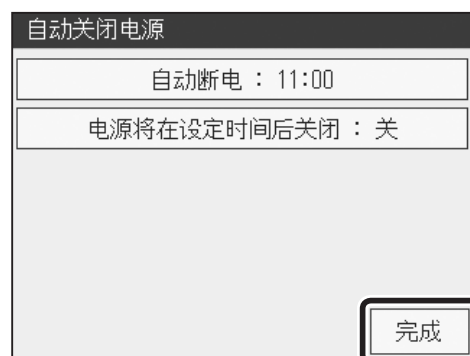 自动关闭电源
自动断电 ： 11:00
电源将在设定时间后关闭 ： 关
完成